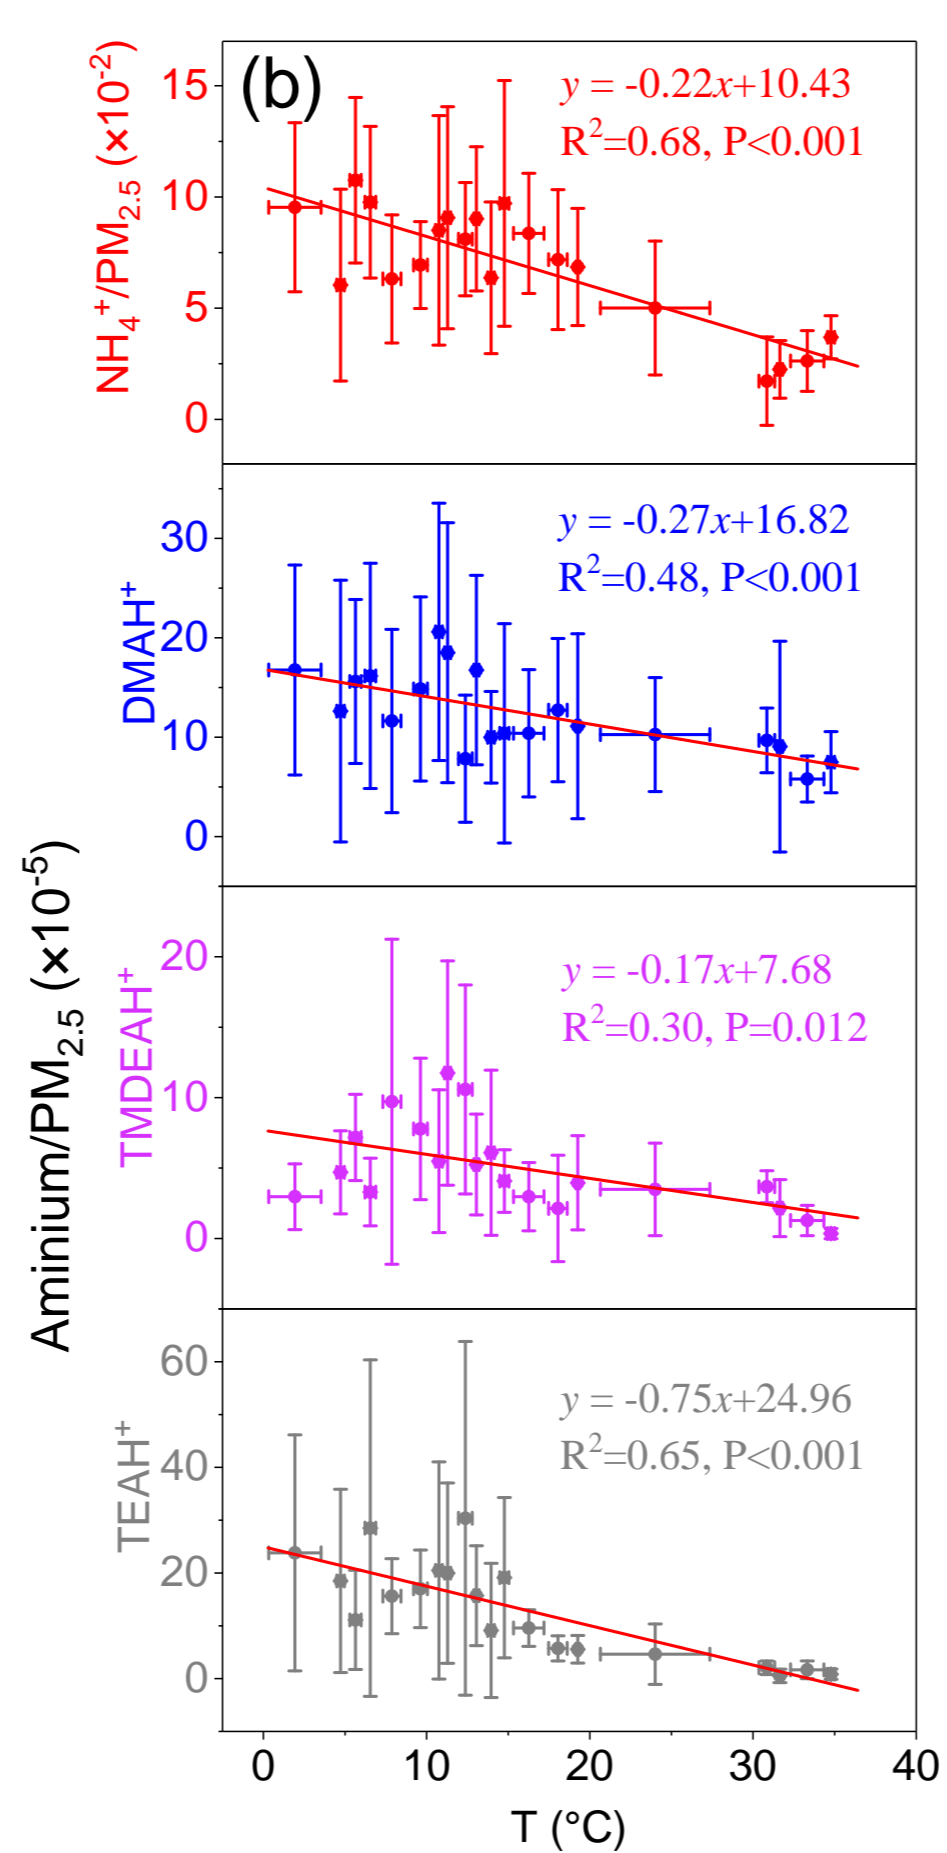 (b)
NH₄⁺/PM₂.₅ (×10⁻²)
15
10
5
0
y = -0.22x+10.43
R²=0.68, P<0.001
Aminium/PM₂.₅ (×10⁻⁵)
DMAH⁺
30
20
10
0
y = -0.27x+16.82
R²=0.48, P<0.001
TMDEAH⁺
20
10
0
y = -0.17x+7.68
R²=0.30, P=0.012
TEAH⁺
60
40
20
0
y = -0.75x+24.96
R²=0.65, P<0.001
0 10 20 30 40
T (°C)